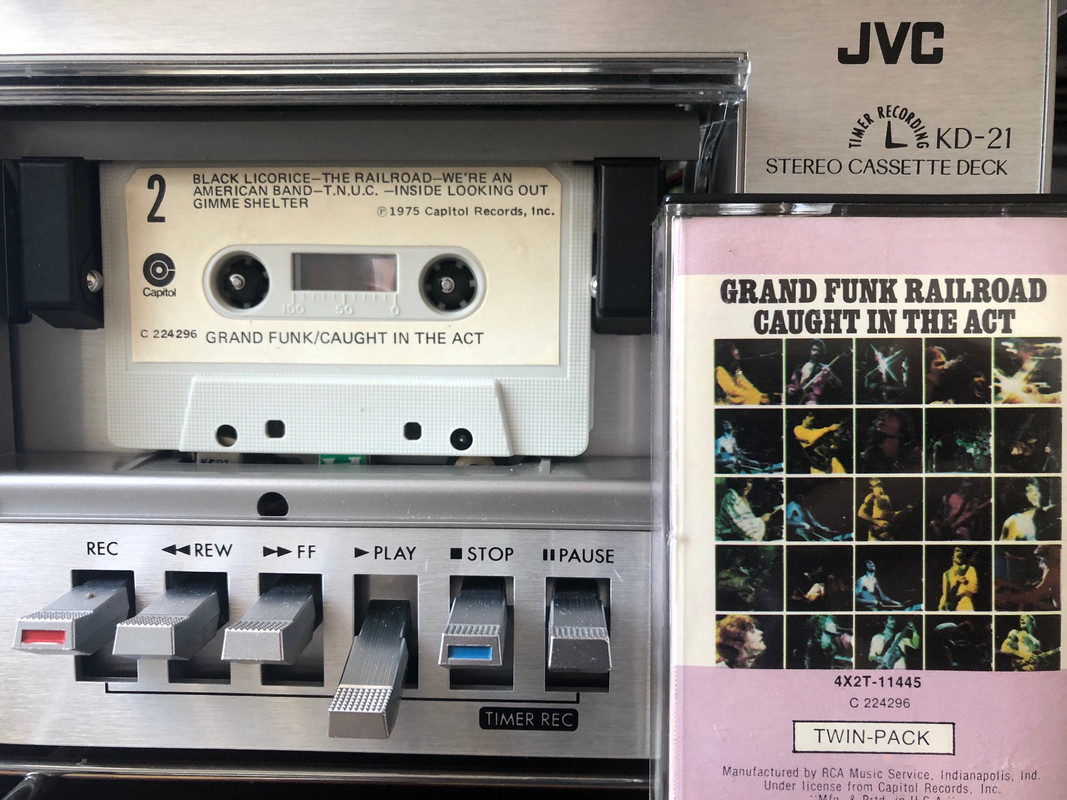 JVC
TIMER RECORDING
KD-21
STEREO CASSETTE DECK
2
BLACK LICORICE—THE RAILROAD—WE'RE AN
AMERICAN BAND—T.N.U.C. —INSIDE LOOKING OUT
GIMME SHELTER
℗1975 Capitol Records, Inc.
Capitol
100 50 0
C 224296 GRAND FUNK/CAUGHT IN THE ACT
REC
◀◀REW
▶▶FF
▶PLAY
■STOP
▮▮PAUSE
TIMER REC
GRAND FUNK RAILROAD
CAUGHT IN THE ACT
4X2T-11445
C 224296
TWIN-PACK
Manufactured by RCA Music Service, Indianapolis, Ind.
Under license from Capitol Records, Inc.